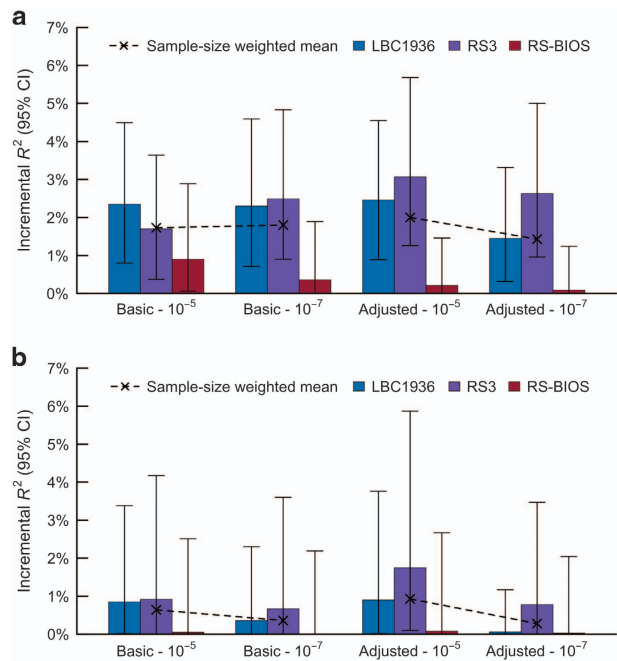 a
7%
Sample-size weighted mean LBC1936 RS3 RS-BIOS
6%
5%
4%
3%
2%
1%
0%
Incremental R² (95% CI)
Basic - 10⁻⁵ Basic - 10⁻⁷ Adjusted - 10⁻⁵ Adjusted - 10⁻⁷
b
7%
Sample-size weighted mean LBC1936 RS3 RS-BIOS
6%
5%
4%
3%
2%
1%
0%
Incremental R² (95% CI)
Basic - 10⁻⁵ Basic - 10⁻⁷ Adjusted - 10⁻⁵ Adjusted - 10⁻⁷